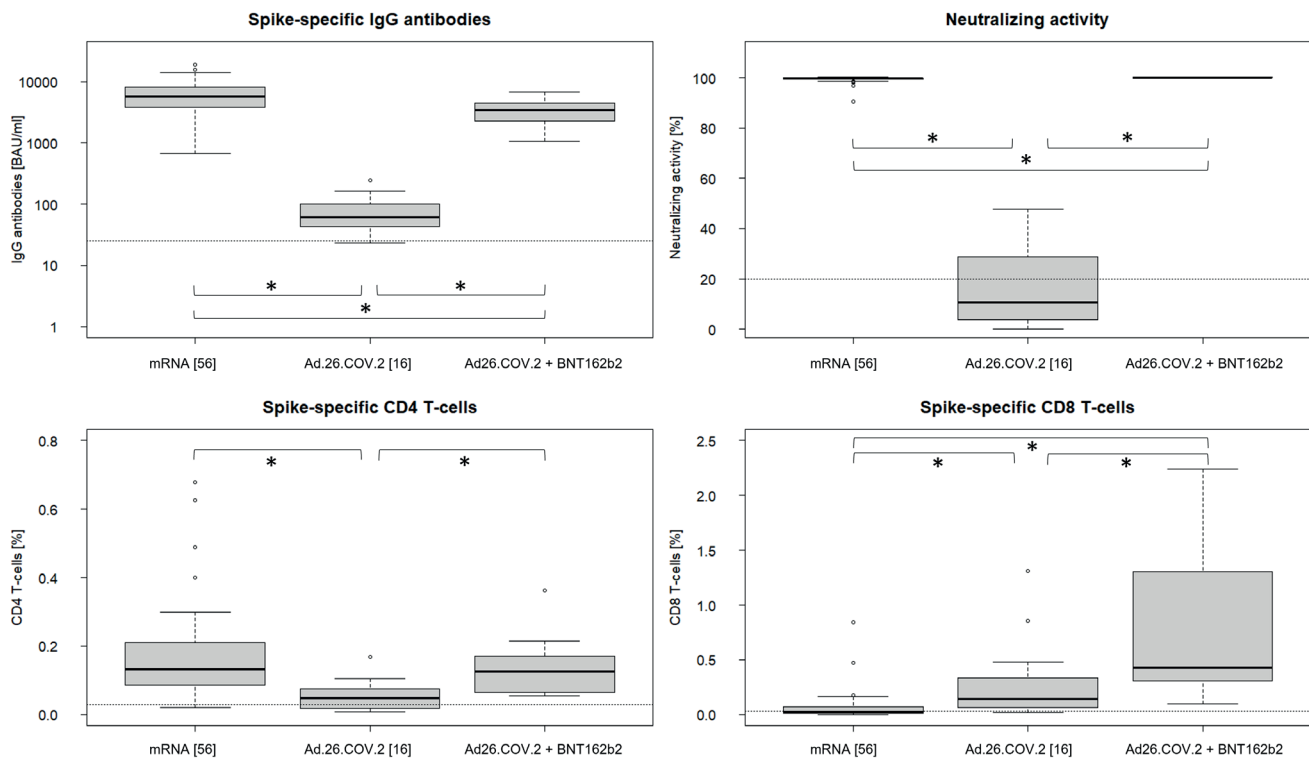 Spike-specific IgG antibodies
IgG antibodies [BAU/ml]
10000
1000
100
10
1
*
*
*
mRNA [56]
Ad.26.COV.2 [16]
Ad26.COV.2 + BNT162b2
Neutralizing activity
Neutralizing activity [%]
100
80
60
40
20
0
*
*
*
mRNA [56]
Ad.26.COV.2 [16]
Ad26.COV.2 + BNT162b2
Spike-specific CD4 T-cells
CD4 T-cells [%]
0.8
0.6
0.4
0.2
0.0
*
*
mRNA [56]
Ad.26.COV.2 [16]
Ad26.COV.2 + BNT162b2
Spike-specific CD8 T-cells
CD8 T-cells [%]
2.5
2.0
1.5
1.0
0.5
0.0
*
*
*
mRNA [56]
Ad.26.COV.2 [16]
Ad26.COV.2 + BNT162b2